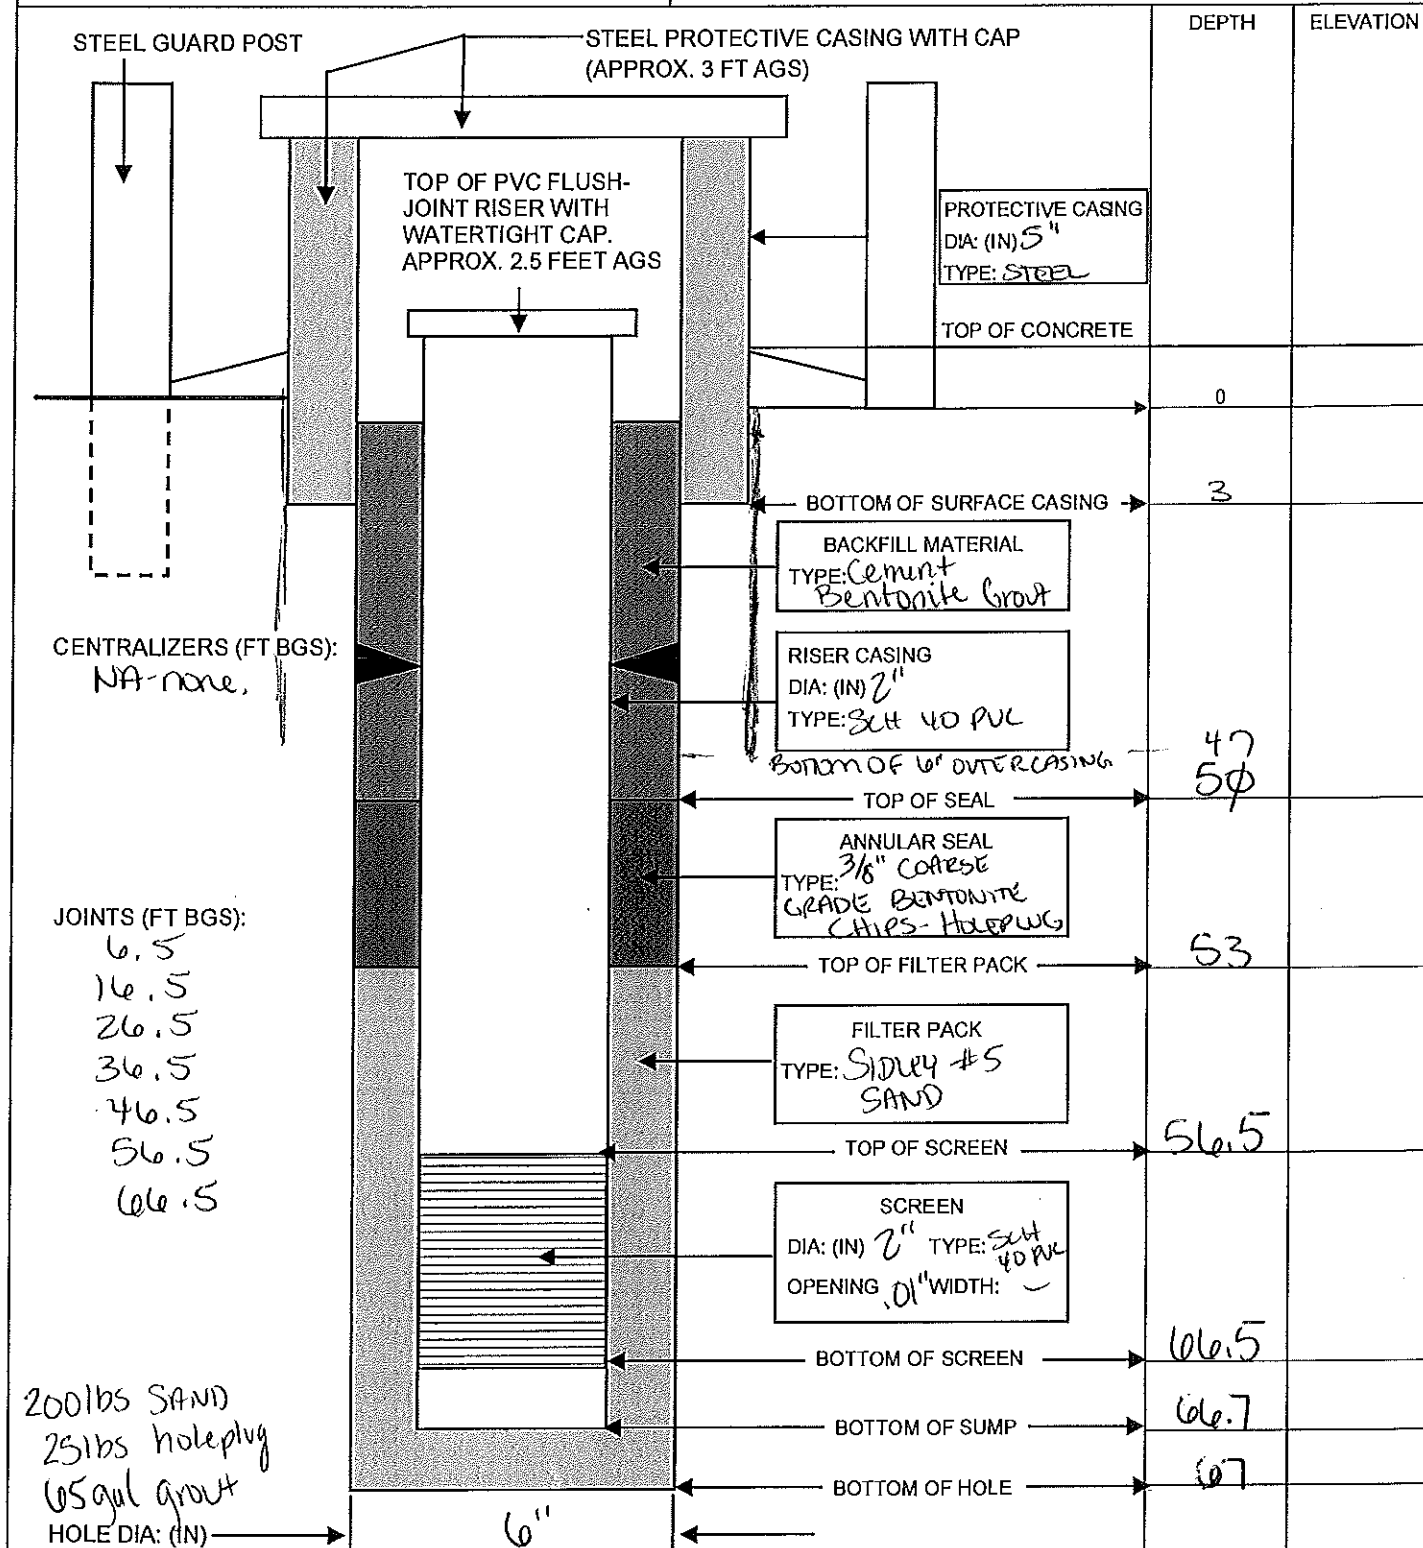 DEPTH
ELEVATION
STEEL GUARD POST
STEEL PROTECTIVE CASING WITH CAP
(APPROX. 3 FT AGS)
TOP OF PVC FLUSH-
JOINT RISER WITH
WATERTIGHT CAP.
APPROX. 2.5 FEET AGS
PROTECTIVE CASING
DIA: (IN) 5"
TYPE: STEEL
TOP OF CONCRETE
0
BOTTOM OF SURFACE CASING
3
BACKFILL MATERIAL
TYPE: Cement
Bentonite Grout
CENTRALIZERS (FT BGS):
NA-none.
RISER CASING
DIA: (IN) 2"
TYPE: SCH 40 PVC
BOTTOM OF 6" OUTERCASING - 47
TOP OF SEAL
50
ANNULAR SEAL
TYPE: 3/8" COARSE
GRADE BENTONITE
CHIPS- HOLEPLUG
TOP OF FILTER PACK
53
JOINTS (FT BGS):
6.5
16.5
26.5
36.5
46.5
56.5
66.5
FILTER PACK
TYPE: SIDLEY #5
SAND
TOP OF SCREEN
56.5
SCREEN
DIA: (IN) 2" TYPE: SCH
40 PVC
OPENING .01" WIDTH: -
BOTTOM OF SCREEN
66.5
200lbs SAND
25lbs holeplug
65gal grout
BOTTOM OF SUMP
66.7
BOTTOM OF HOLE
67
HOLE DIA: (IN)
6"